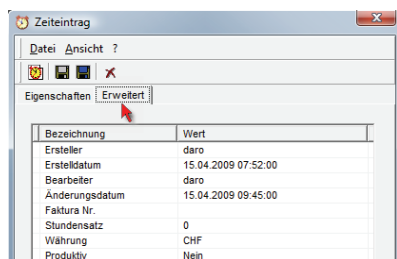 Zeiteintrag
Datei Ansicht ?
Eigenschaften Erweitert
Bezeichnung Wert
Ersteller daro
Erstelldatum 15.04.2009 07:52:00
Bearbeiter daro
Änderungsdatum 15.04.2009 09:45:00
Faktura Nr.
Stundensatz 0
Währung CHF
Produktiv Nein